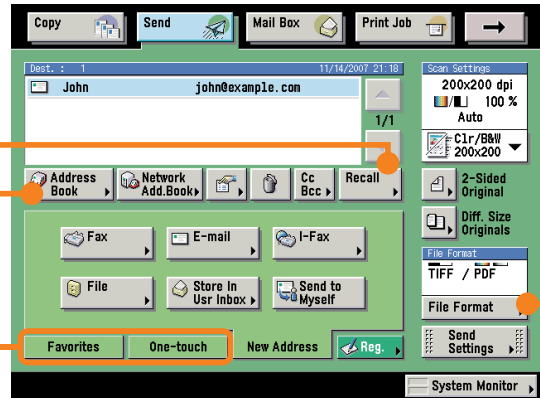 Copy
Send
Mail Box
Print Job
Dest. : 1
11/14/2007 21:18
John
john@example.com
1/1
Scan Settings
200x200 dpi
100 %
Auto
Clr/B&W
200x200
Address
Book
Network
Add.Book
Cc
Bcc
Recall
2-Sided
Original
Diff. Size
Originals
Fax
E-mail
I-Fax
File
Store In
Usr Inbox
Send to
Myself
File Format
TIFF / PDF
File Format
Favorites
One-touch
New Address
Reg.
Send
Settings
System Monitor